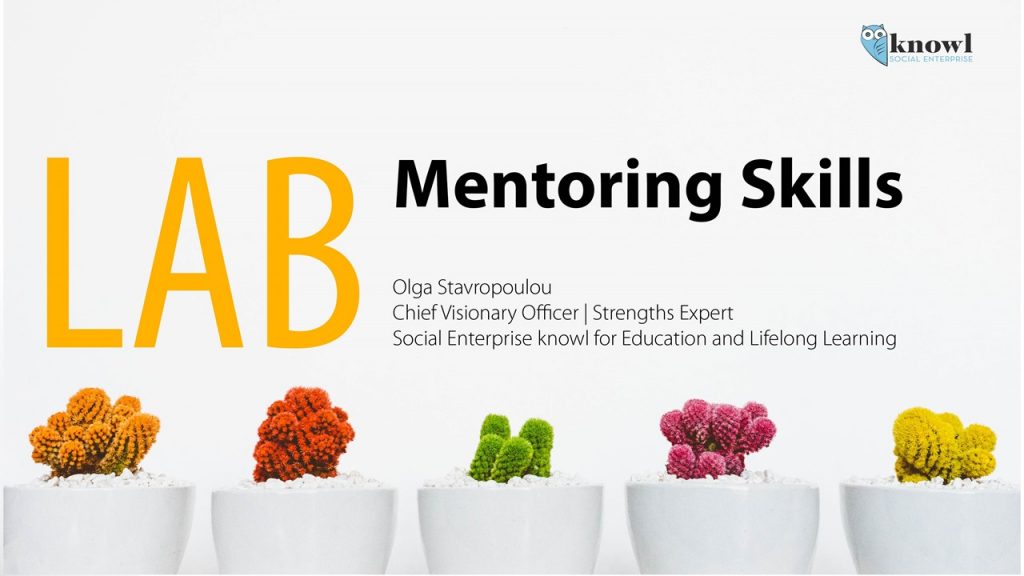 knowl
SOCIAL ENTERPRISE
LAB
Mentoring Skills
Olga Stavropoulou
Chief Visionary Officer | Strengths Expert
Social Enterprise knowl for Education and Lifelong Learning